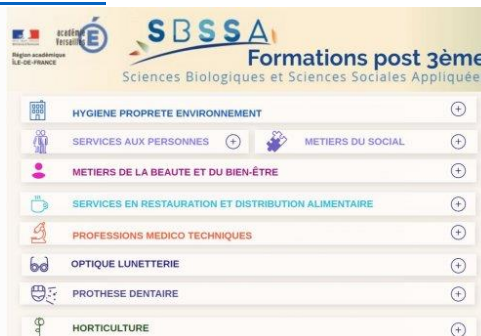 académie
Versailles
É
Région académique
ÎLE-DE-FRANCE
SBSSA
Formations post 3ème
Sciences Biologiques et Sciences Sociales Appliquée
HYGIENE PROPRETE ENVIRONNEMENT
SERVICES AUX PERSONNES METIERS DU SOCIAL
METIERS DE LA BEAUTE ET DU BIEN-ÊTRE
SERVICES EN RESTAURATION ET DISTRIBUTION ALIMENTAIRE
PROFESSIONS MEDICO TECHNIQUES
OPTIQUE LUNETTERIE
PROTHESE DENTAIRE
HORTICULTURE